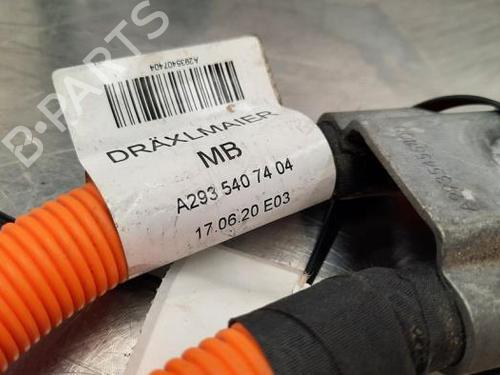 B-PARTS
A2935407404
DRÄXLMAIER
MB
A293 540 74 04
17.06.20 E03